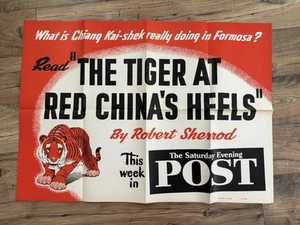 What is Chiang Kai-shek really doing in Formosa?
Read "THE TIGER AT
RED CHINA'S HEELS"
By Robert Sherrod
This
week
in
The Saturday Evening
POST